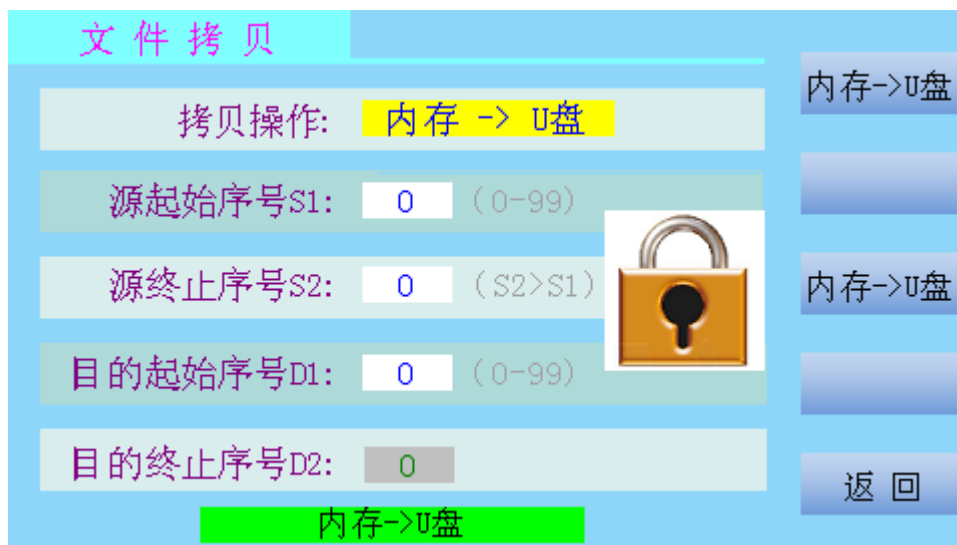 文件拷贝
拷贝操作: 内存 -> U盘
源起始序号S1: 0 (0-99)
源终止序号S2: 0 (S2>S1)
目的起始序号D1: 0 (0-99)
目的终止序号D2: 0
内存->U盘
内存->U盘
内存->U盘
返回